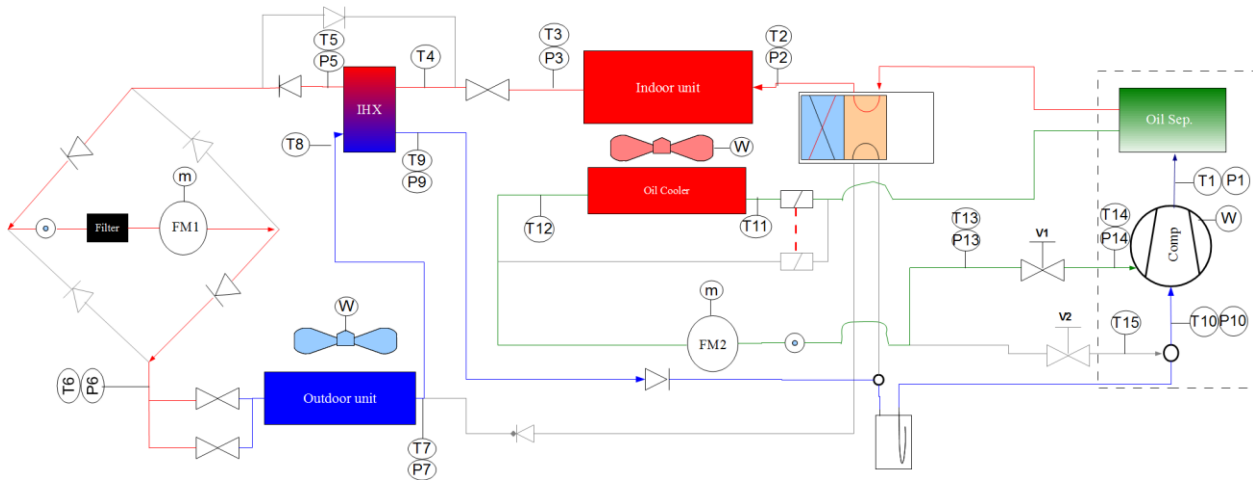 T5
P5
T4
T3
P3
T2
P2
Indoor unit
IHX
T8
T9
P9
W
Oil Sep.
T1 P1
m
Filter
FM1
Oil Cooler
T12
T11
T13
P13
V1
T14
P14
Comp
W
m
FM2
V2
T15
T10 P10
W
T6 P6
Outdoor unit
T7
P7